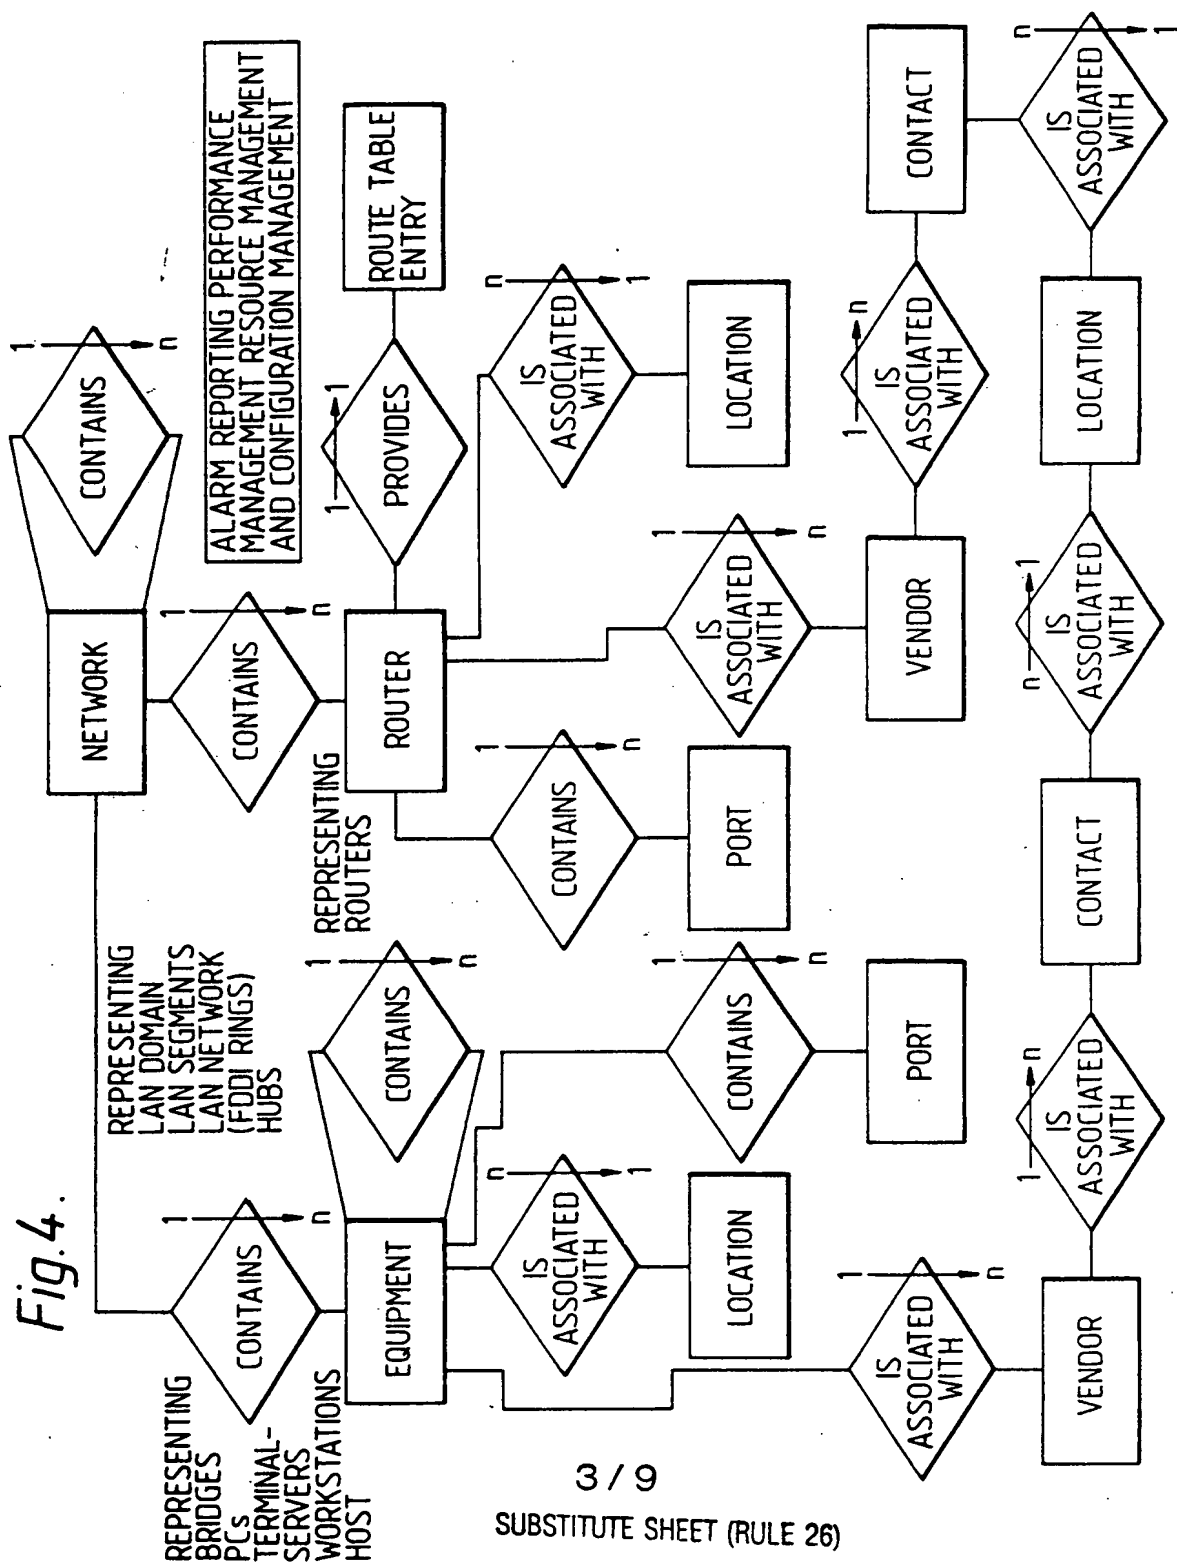 Fig.4.
NETWORK
1
CONTAINS
n
REPRESENTING
LAN DOMAIN
LAN SEGMENTS
LAN NETWORK
(FDDI RINGS)
HUBS
ALARM REPORTING PERFORMANCE
MANAGEMENT RESOURCE MANAGEMENT
AND CONFIGURATION MANAGEMENT
REPRESENTING
BRIDGES
PCs
TERMINAL-
SERVERS
WORKSTATIONS
HOST
1
CONTAINS
n
1
CONTAINS
n
EQUIPMENT
1
CONTAINS
n
REPRESENTING
ROUTERS
ROUTER
1
1
PROVIDES
ROUTE TABLE
ENTRY
n
IS
ASSOCIATED
WITH
1
LOCATION
1
CONTAINS
n
PORT
1
CONTAINS
n
PORT
1
IS
ASSOCIATED
WITH
n
VENDOR
n
IS
ASSOCIATED
WITH
1
LOCATION
1
n
IS
ASSOCIATED
WITH
CONTACT
n
IS
ASSOCIATED
WITH
1
LOCATION
1
IS
ASSOCIATED
WITH
n
VENDOR
1
n
IS
ASSOCIATED
WITH
CONTACT
n
1
IS
ASSOCIATED
WITH
3/9
SUBSTITUTE SHEET (RULE 26)